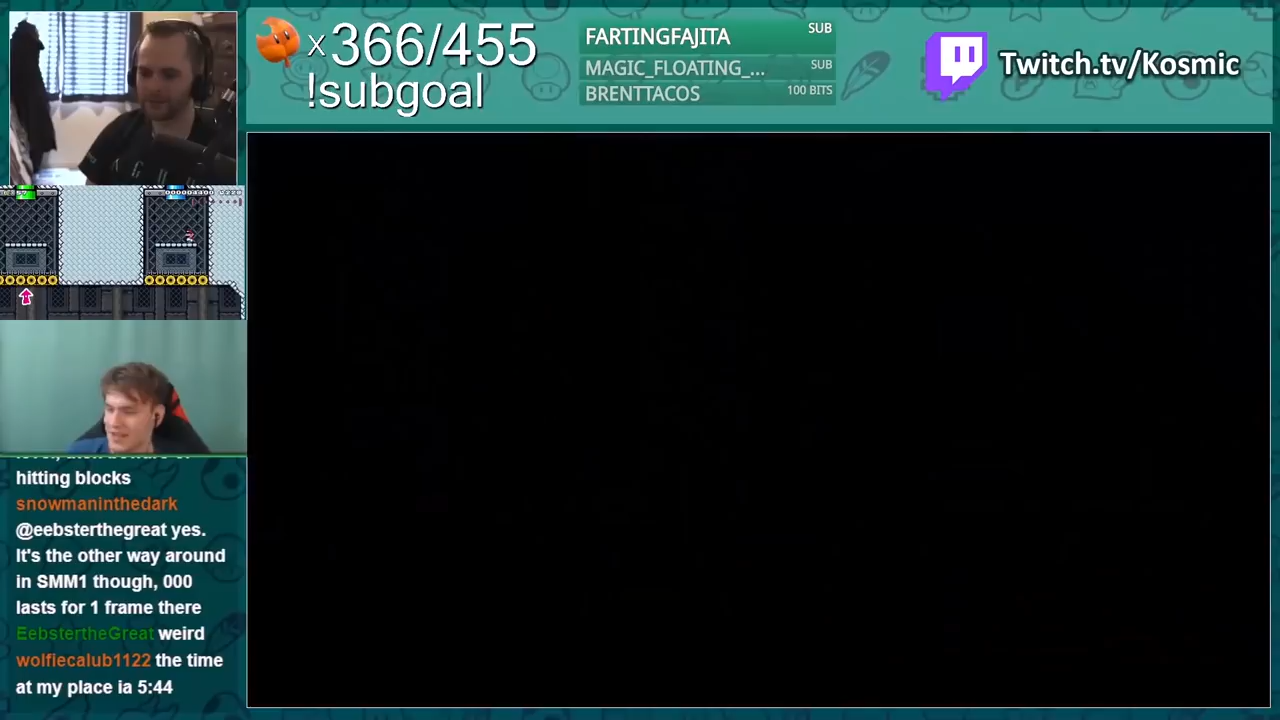 x366/455
!subgoal
FARTINGFAJITA SUB
MAGIC_FLOATING_... SUB
BRENTTACOS 100 BITS
Twitch.tv/Kosmic
hitting blocks
snowmaninthedark
@eebsterthegreat yes.
It's the other way around
in SMM1 though, 000
lasts for 1 frame there
EebstertheGreat weird
wolfiecalub1122 the time
at my place ia 5:44